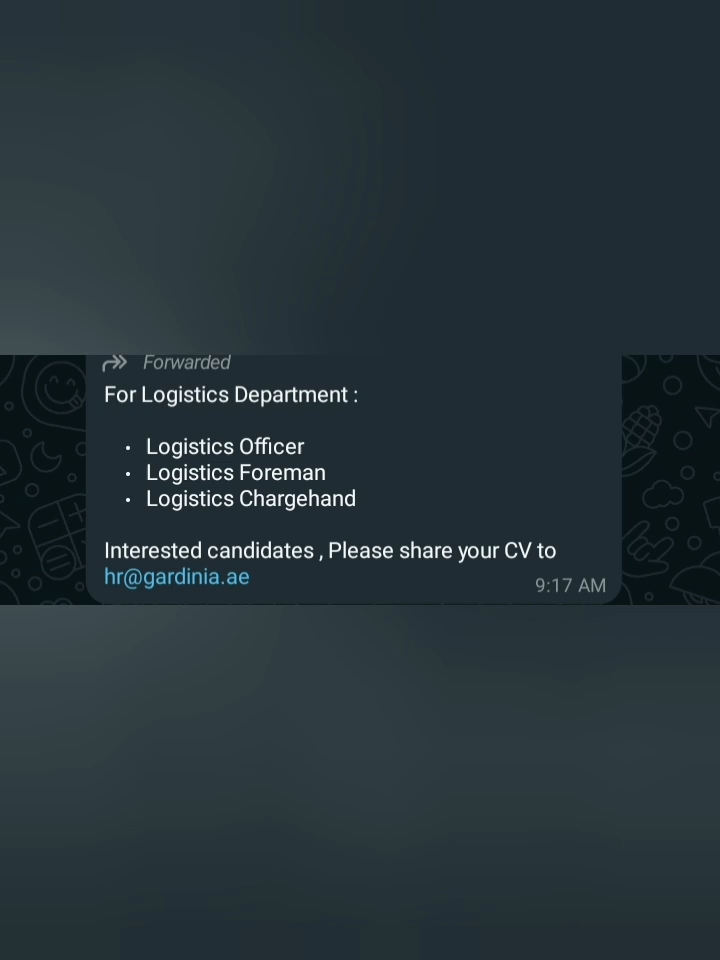 Forwarded
For Logistics Department :
• Logistics Officer
• Logistics Foreman
• Logistics Chargehand
Interested candidates , Please share your CV to
hr@gardinia.ae
9:17 AM